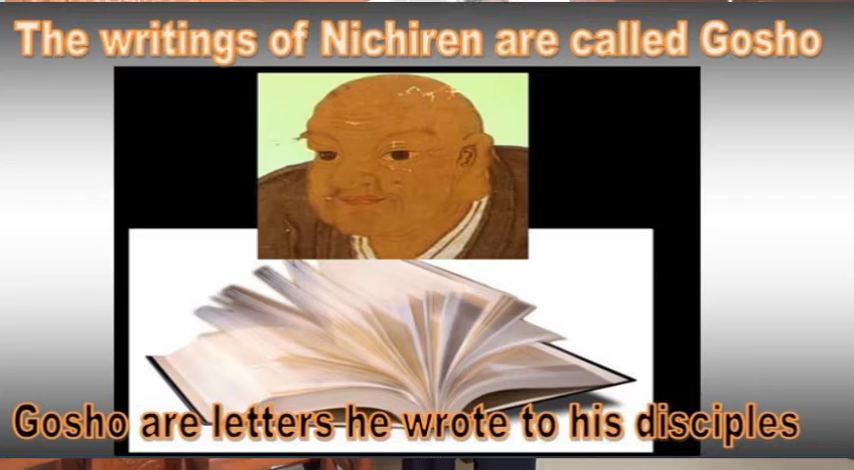 The writings of Nichiren are called Gosho
Gosho are letters he wrote to his disciples